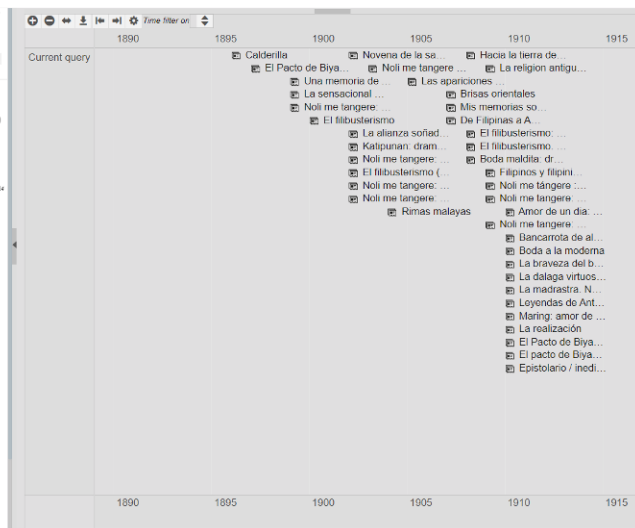 Time filter on
1890 1895 1900 1905 1910 1915
Current query
Calderilla Novena de la sa... Hacia la tierra de...
El Pacto de Biya... Noli me tangere ... La religion antigu...
Una memoria de ... Las apariciones ...
La sensacional ... Brisas orientales
Noli me tangere: ... Mis memorias so...
El filibusterismo De Filipinas a A...
La alianza soñad... El filibusterismo: ...
Katipunan: dram... El filibusterismo. ...
Noli me tangere: ... Boda maldita: dr...
El filibusterismo (... Filipinos y filipini...
Noli me tangere: ... Noli me tángere :...
Noli me tangere: ... Noli me tangere. ...
Rimas malayas Amor de un dia: ...
Noli me tangere: ...
Bancarrota de al...
Boda a la moderna
La braveza del b...
La dalaga virtuos...
La madrastra. N...
Leyendas de Ant...
Maring: amor de ...
La realización
El Pacto de Biya...
El pacto de Biya...
Epistolario / inedi...
1890 1895 1900 1905 1910 1915